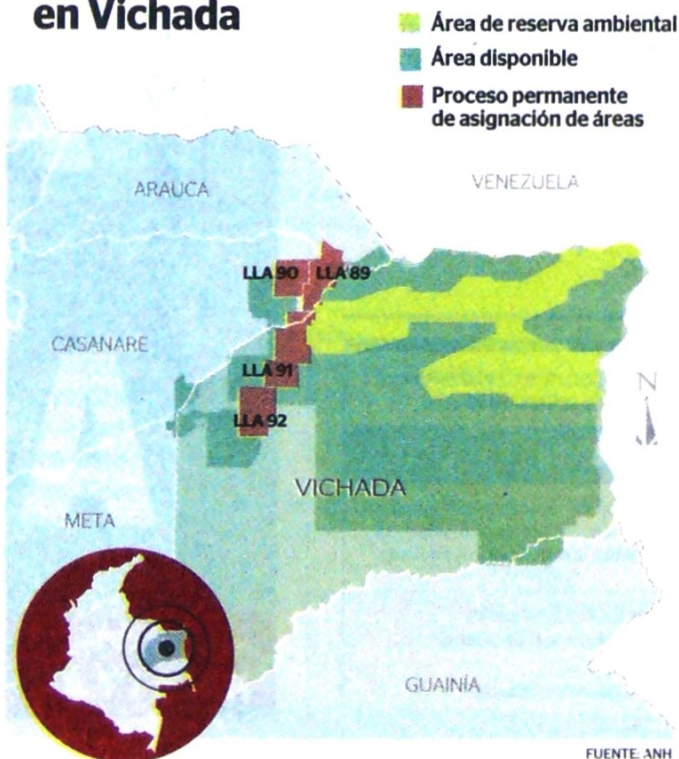 en Vichada
Área de reserva ambiental
Área disponible
Proceso permanente
de asignación de áreas
ARAUCA
VENEZUELA
LLA 90
LLA 89
CASANARE
LLA 91
N
LLA 92
VICHADA
META
GUAINÍA
FUENTE: ANH